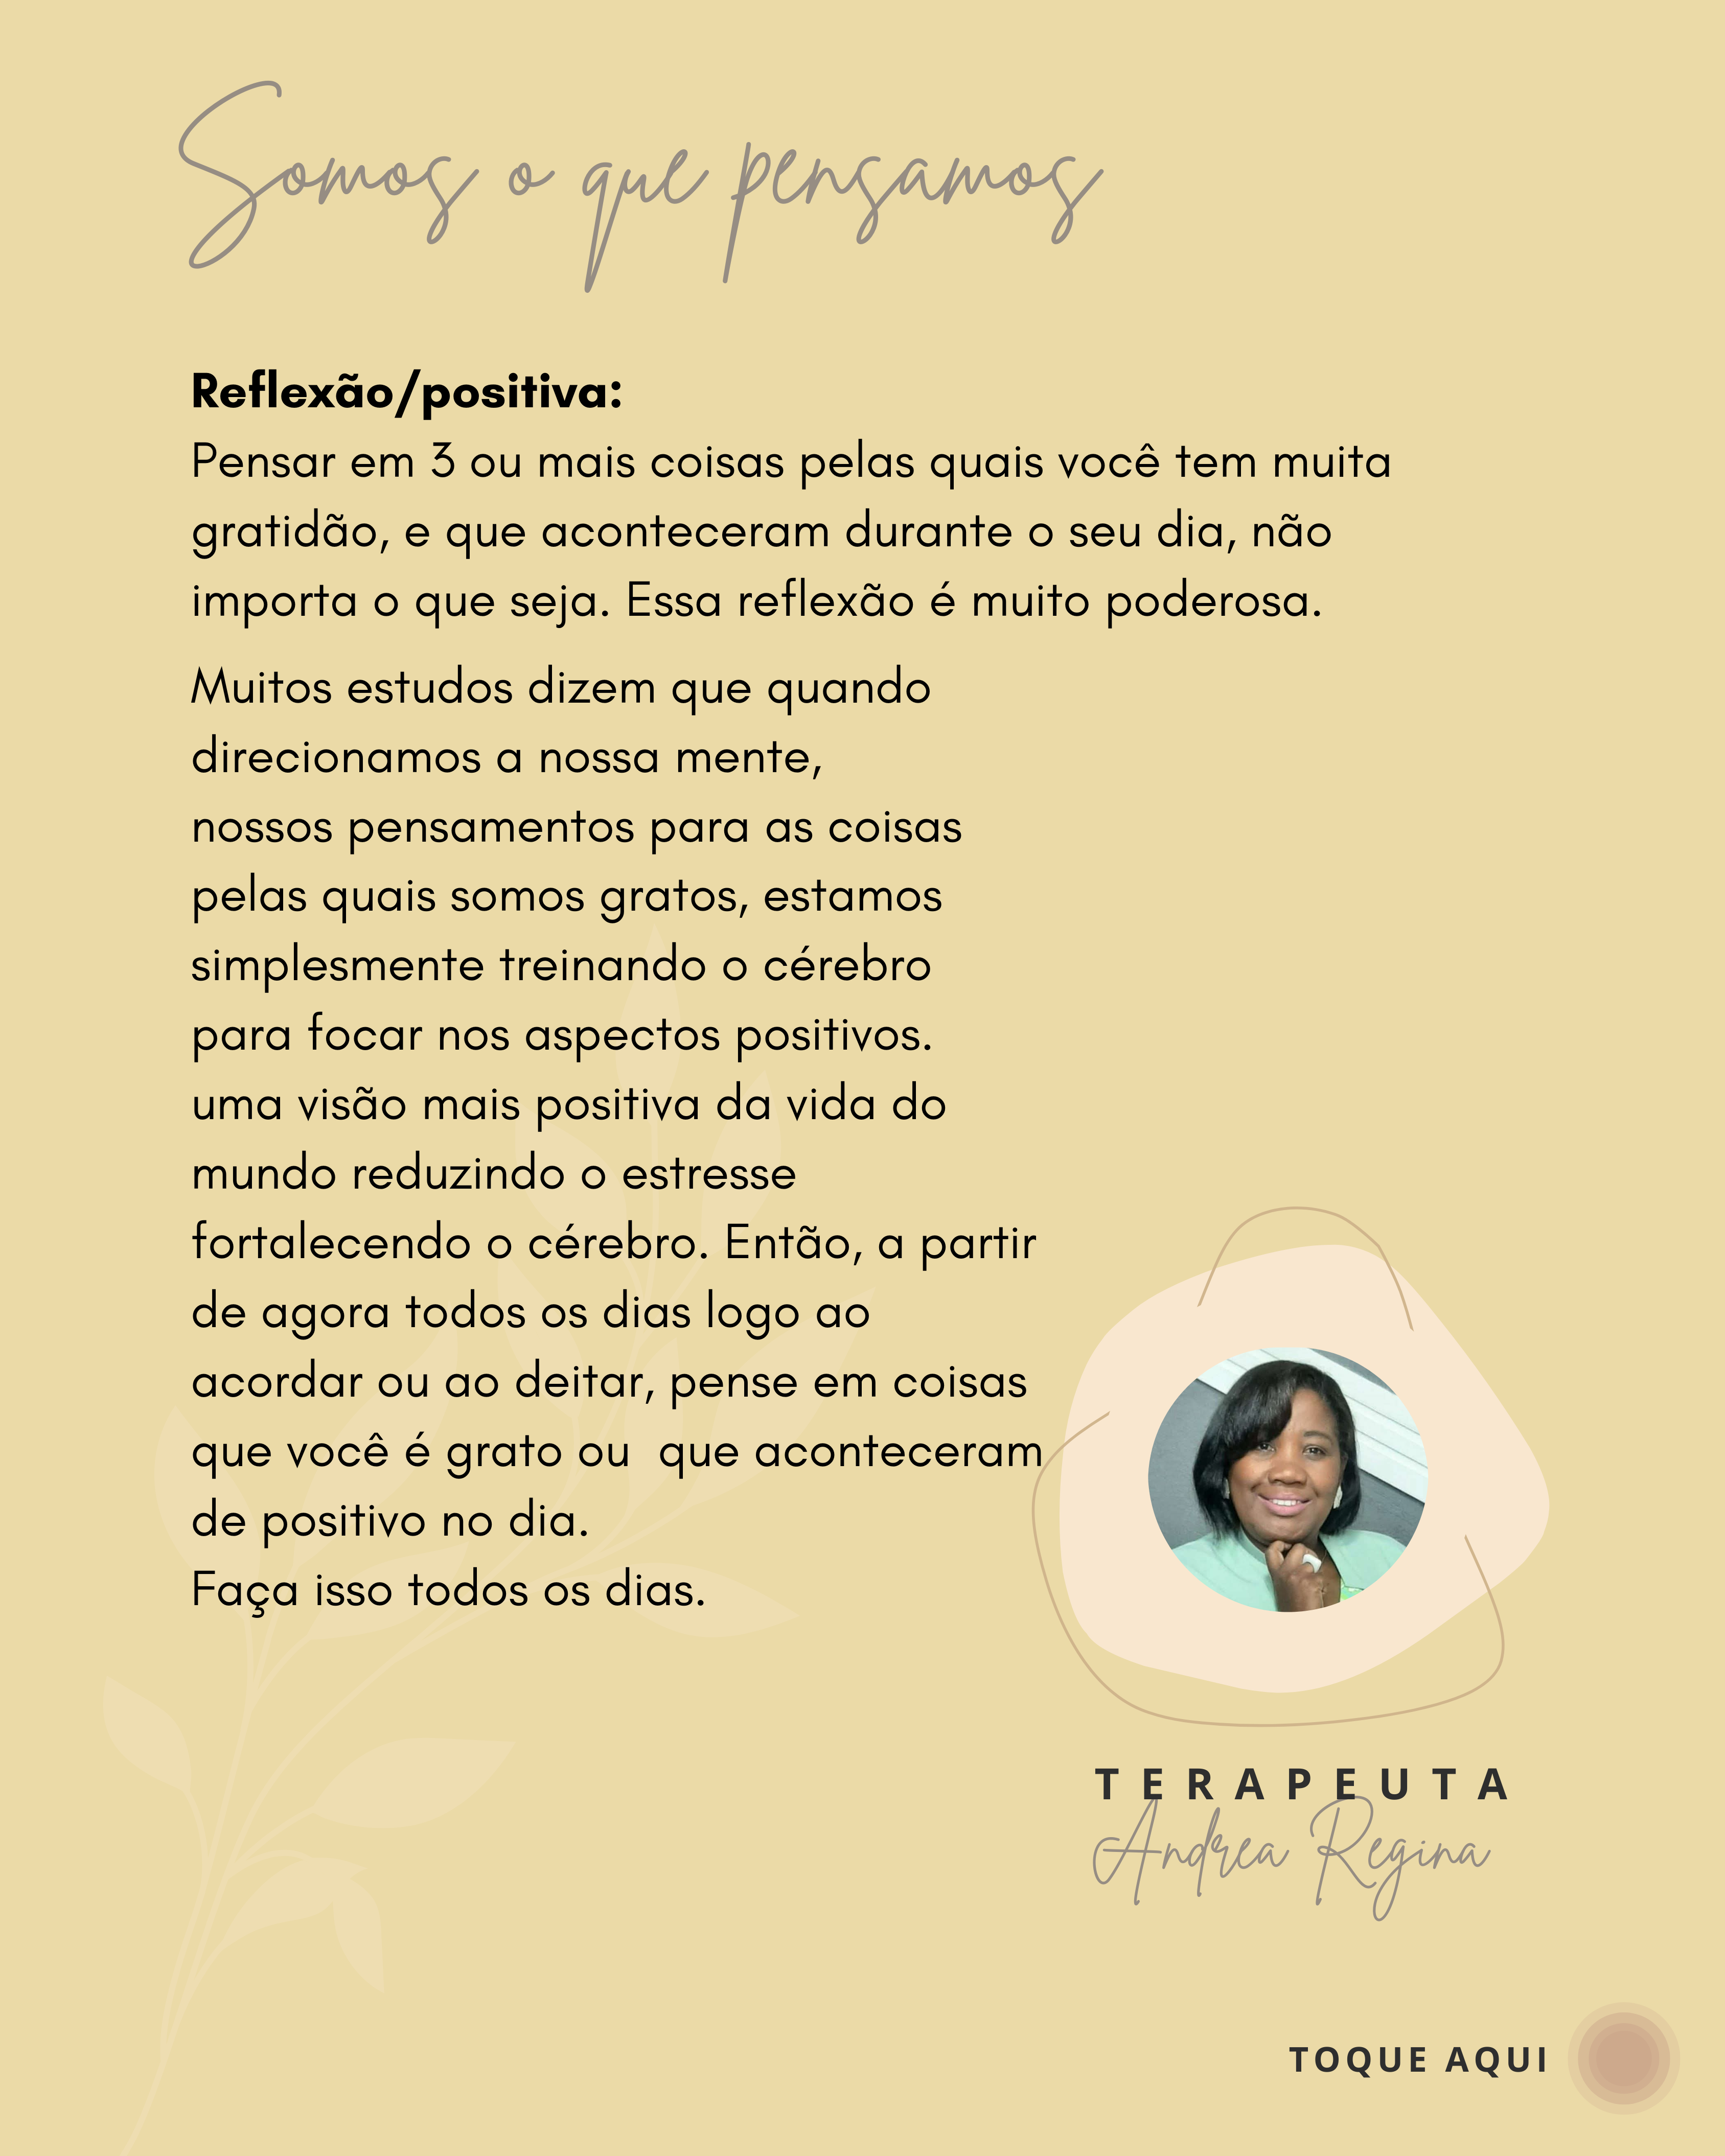 Somos o que pensamos
Reflexão/positiva:
Pensar em 3 ou mais coisas pelas quais você tem muita
gratidão, e que aconteceram durante o seu dia, não
importa o que seja. Essa reflexão é muito poderosa.
Muitos estudos dizem que quando
direcionamos a nossa mente,
nossos pensamentos para as coisas
pelas quais somos gratos, estamos
simplesmente treinando o cérebro
para focar nos aspectos positivos.
uma visão mais positiva da vida do
mundo reduzindo o estresse
fortalecendo o cérebro. Então, a partir
de agora todos os dias logo ao
acordar ou ao deitar, pense em coisas
que você é grato ou  que aconteceram
de positivo no dia.
Faça isso todos os dias.
TERAPEUTA
Andrea Regina
TOQUE AQUI